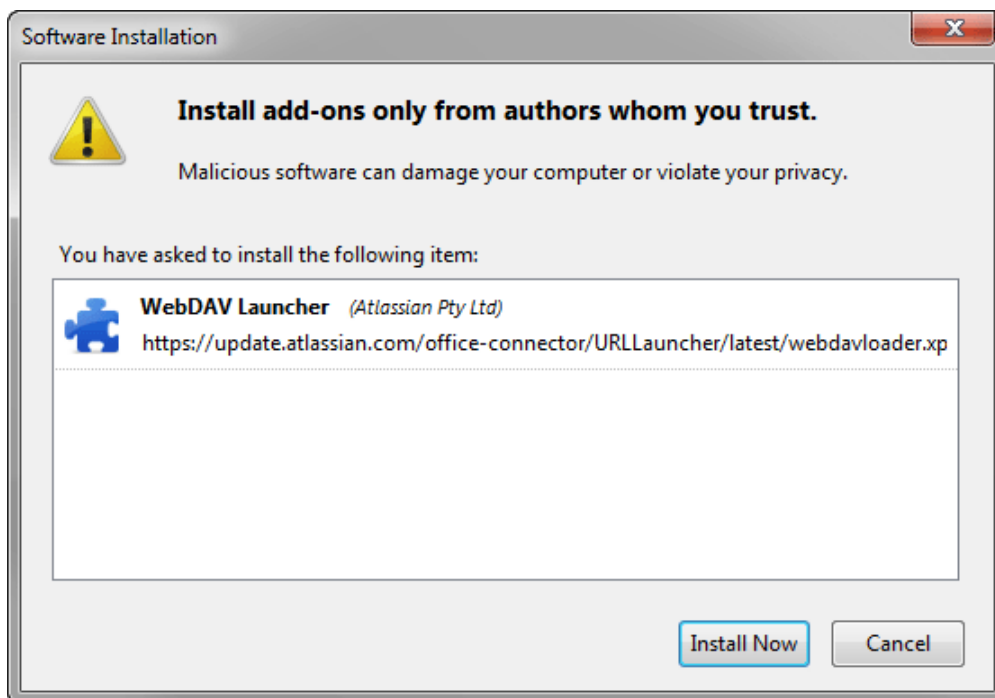 Software Installation
Install add-ons only from authors whom you trust.
Malicious software can damage your computer or violate your privacy.
You have asked to install the following item:
WebDAV Launcher (Atlassian Pty Ltd)
https://update.atlassian.com/office-connector/URLLauncher/latest/webdavloader.xp
Install Now Cancel